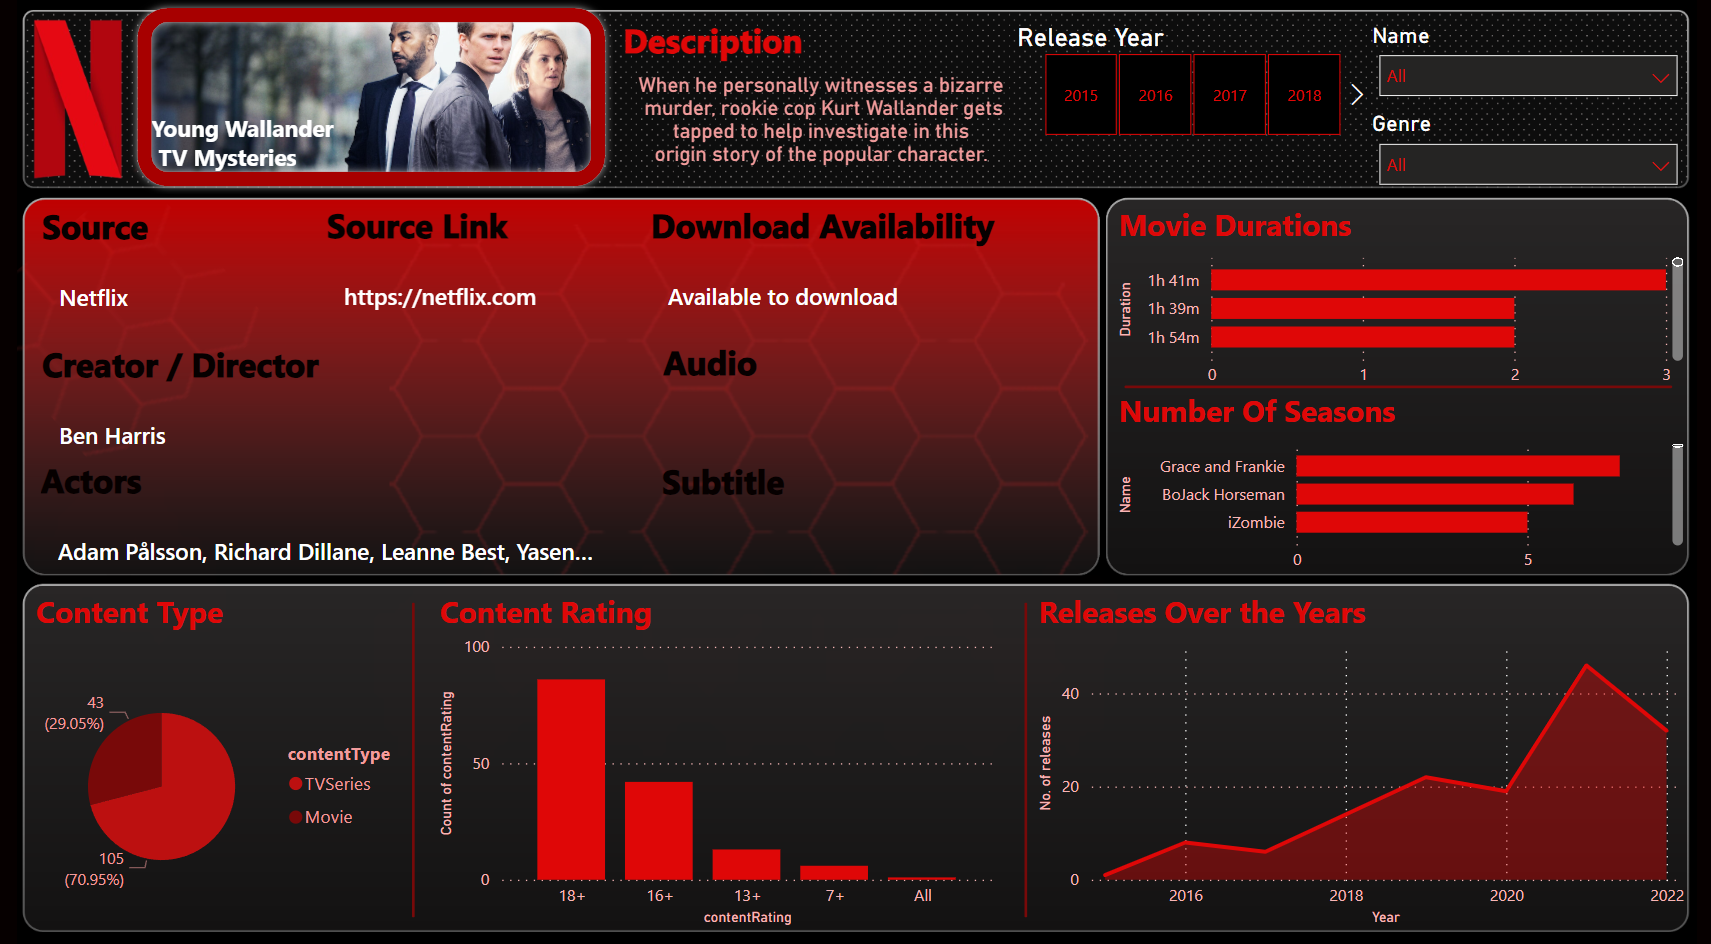 Young Wallander
TV Mysteries
Description
When he personally witnesses a bizarre
murder, rookie cop Kurt Wallander gets
tapped to help investigate in this
origin story of the popular character.
Release Year
2015 2016 2017 2018
Name
All
Genre
All
Source
Netflix
Source Link
https://netflix.com
Download Availability
Available to download
Creator / Director
Ben Harris
Audio
Actors
Adam Pålsson, Richard Dillane, Leanne Best, Yasen...
Subtitle
Movie Durations
Duration
1h 41m
1h 39m
1h 54m
0 1 2 3
Number Of Seasons
Name
Grace and Frankie
BoJack Horseman
iZombie
0 5
Content Type
43
(29.05%)
105
(70.95%)
contentType
TVSeries
Movie
Content Rating
Count of contentRating
100
50
0
18+ 16+ 13+ 7+ All
contentRating
Releases Over the Years
No. of releases
40
20
0
2016 2018 2020 2022
Year